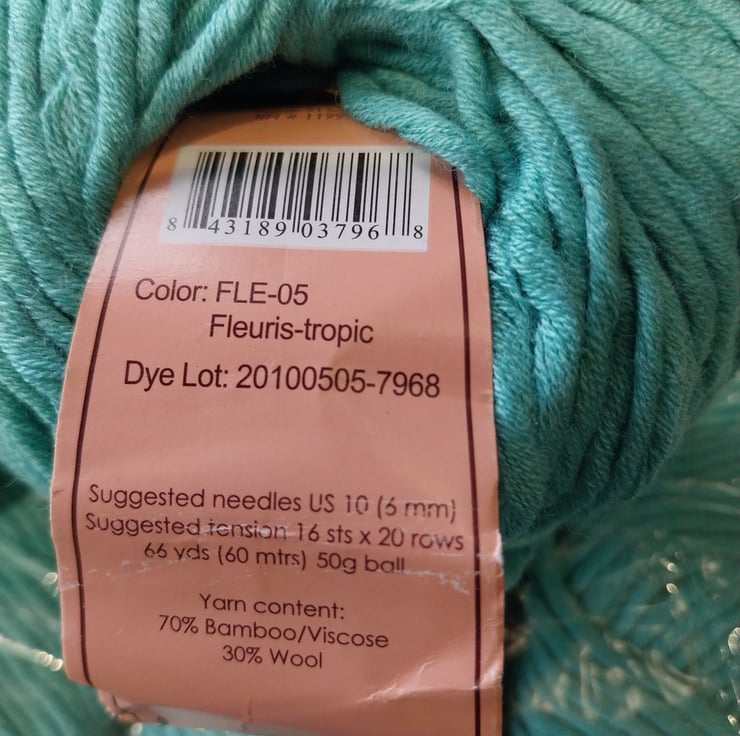 8 43189 03796 8
Color: FLE-05
Fleuris-tropic
Dye Lot: 20100505-7968
Suggested needles US 10 (6 mm)
Suggested tension 16 sts x 20 rows
66 yds (60 mtrs) 50g ball
Yarn content:
70% Bamboo/Viscose
30% Wool